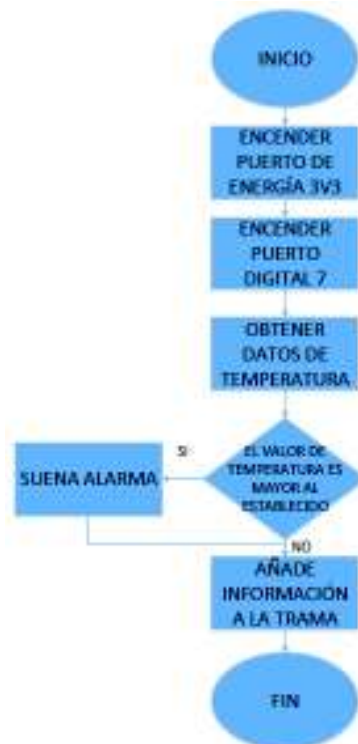 INICIO
ENCENDER
PUERTO DE
ENERGÍA 3V3
ENCENDER
PUERTO
DIGITAL 7
OBTENER
DATOS DE
TEMPERATURA
EL VALOR DE
TEMPERATURA ES
MAYOR AL
ESTABLECIDO
SI
SUENA ALARMA
NO
AÑADE
INFORMACIÓN
A LA TRAMA
FIN